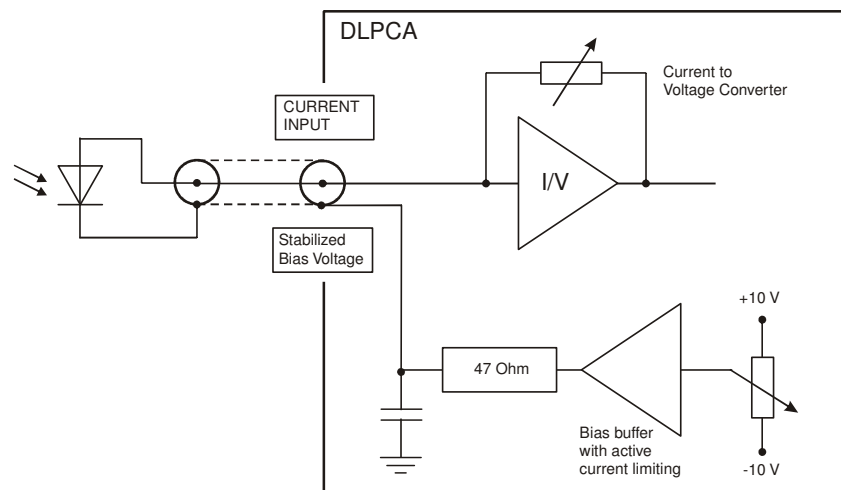 DLPCA
CURRENT
INPUT
Current to
Voltage Converter
I/V
Stabilized
Bias Voltage
+10 V
47 Ohm
Bias buffer
with active
current limiting
-10 V